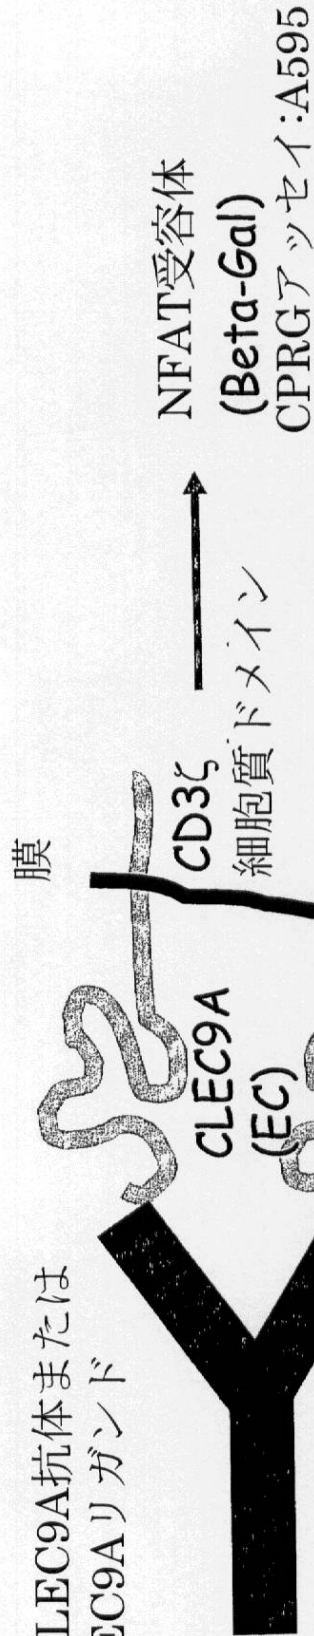 LEC9A抗体または
EC9Aリガンド
膜
CLEC9A
(EC)
CD3ζ
細胞質ドメイン
NFAT受容体
(Beta-Gal)
CPRGアッセイ:A595